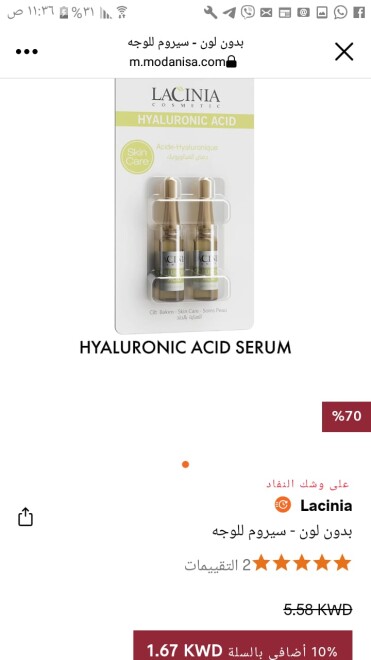 ١١:٣٦ ص
%٣١
بدون لون - سيروم للوجه
m.modanisa.com
LACINIA
COSMETIC
HYALURONIC ACID
Skin Care
Acide Hyaluronique
LACINIA
LACINIA
HYALURONIC ACID SERUM
%70
على وشك النفاد
Lacinia
بدون لون - سيروم للوجه
2 التقييمات
5.58 KWD
10% أضافي بالسلة 1.67 KWD